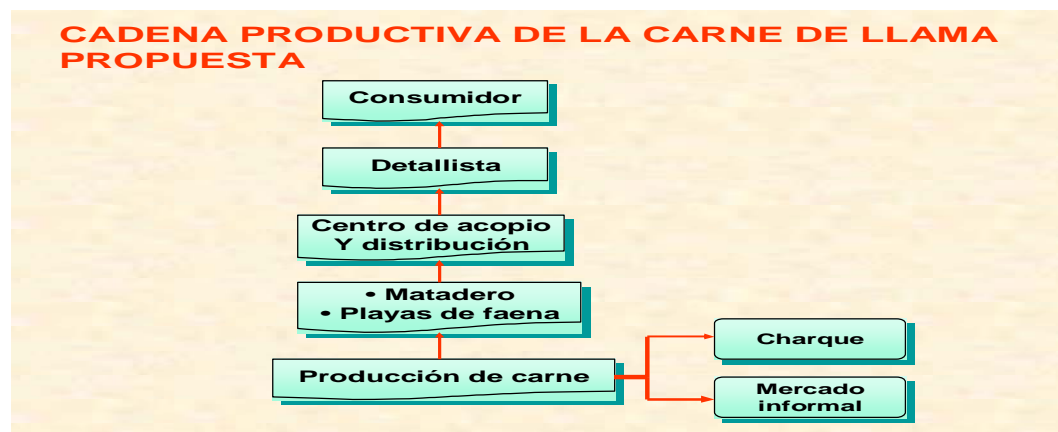 CADENA PRODUCTIVA DE LA CARNE DE LLAMA
PROPUESTA
Consumidor
Detallista
Centro de acopio
Y distribución
• Matadero
• Playas de faena
Producción de carne
Charque
Mercado
informal